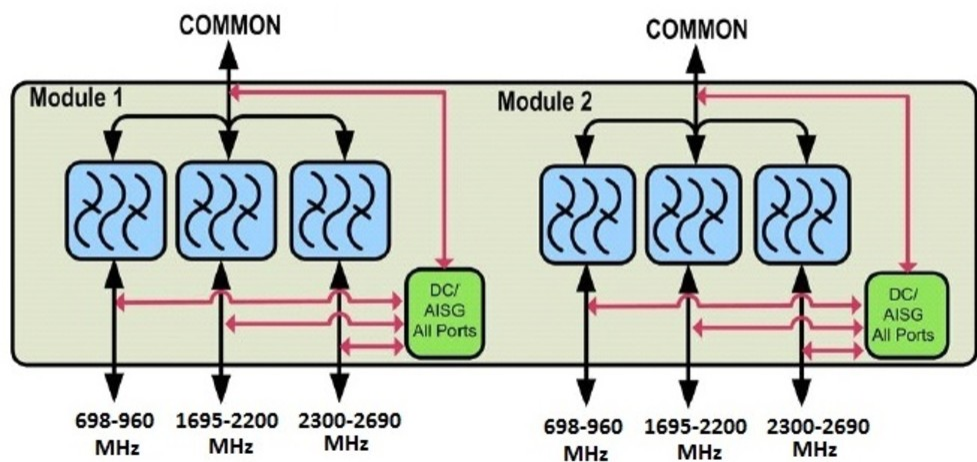 COMMON
COMMON
Module 1
Module 2
DC/
AISG
All Ports
DC/
AISG
All Ports
698-960
MHz
1695-2200
MHz
2300-2690
MHz
698-960
MHz
1695-2200
MHz
2300-2690
MHz